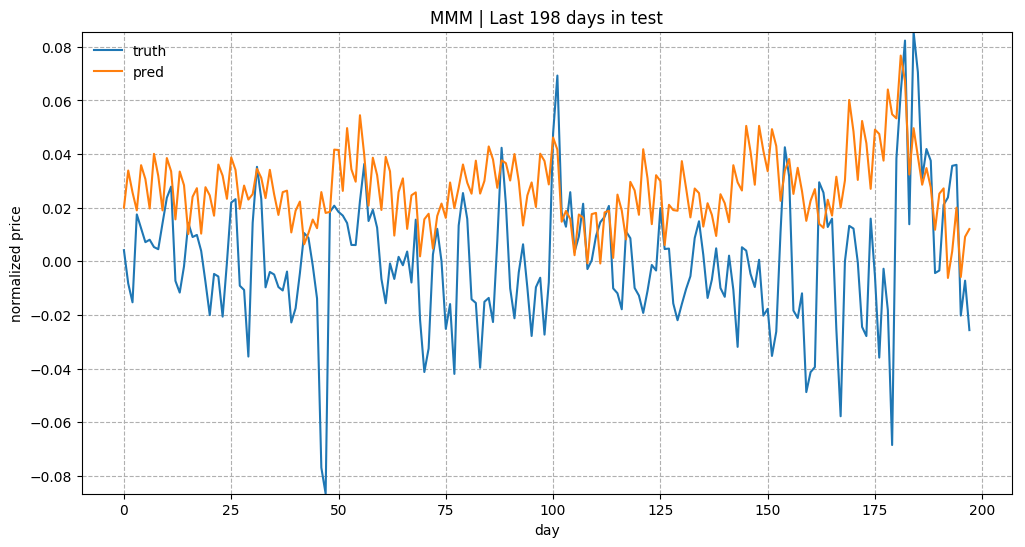 MMM | Last 198 days in test
truth
pred
normalized price
0.08
0.06
0.04
0.02
0.00
−0.02
−0.04
−0.06
−0.08
0 25 50 75 100 125 150 175 200
day